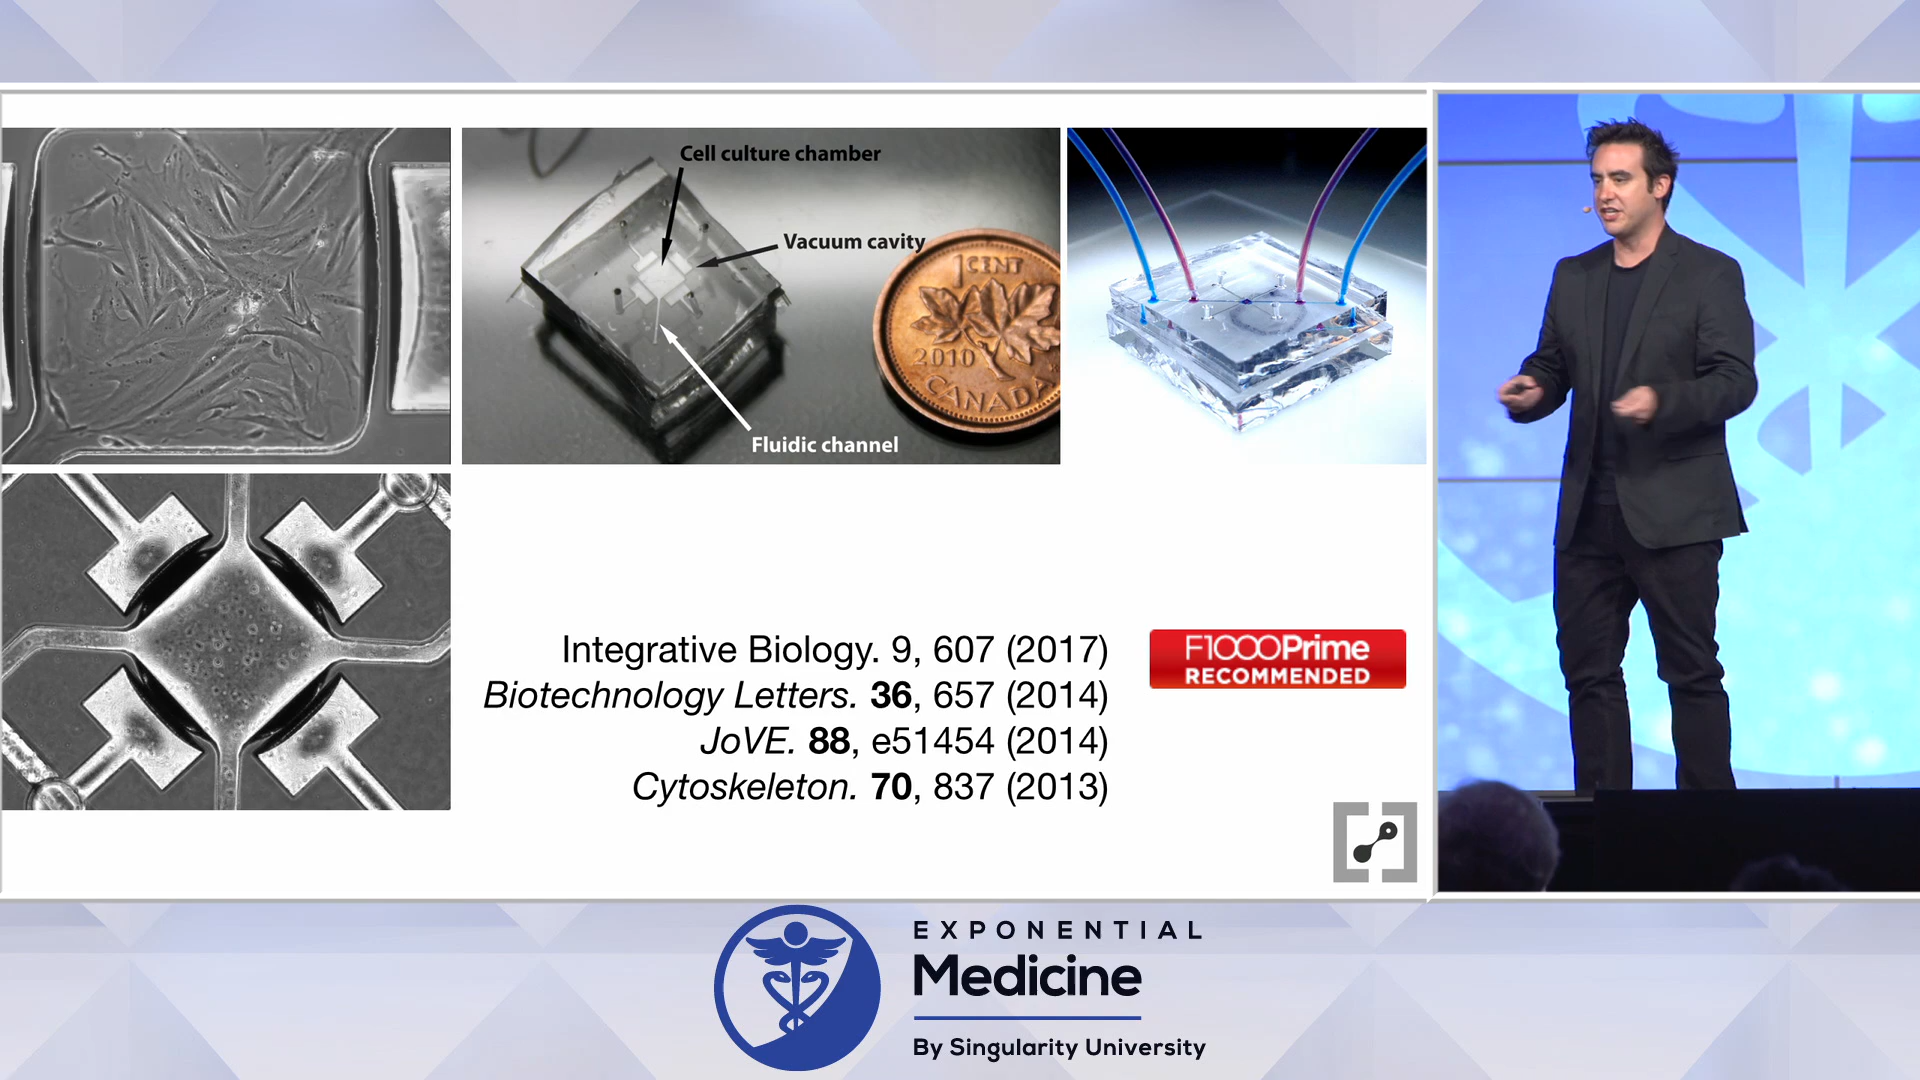 Cell culture chamber
Vacuum cavity
1 CENT
2010
CANADA
Fluidic channel
Integrative Biology. 9, 607 (2017)
Biotechnology Letters. 36, 657 (2014)
JoVE. 88, e51454 (2014)
Cytoskeleton. 70, 837 (2013)
F1000Prime
RECOMMENDED
EXPONENTIAL
Medicine
By Singularity University